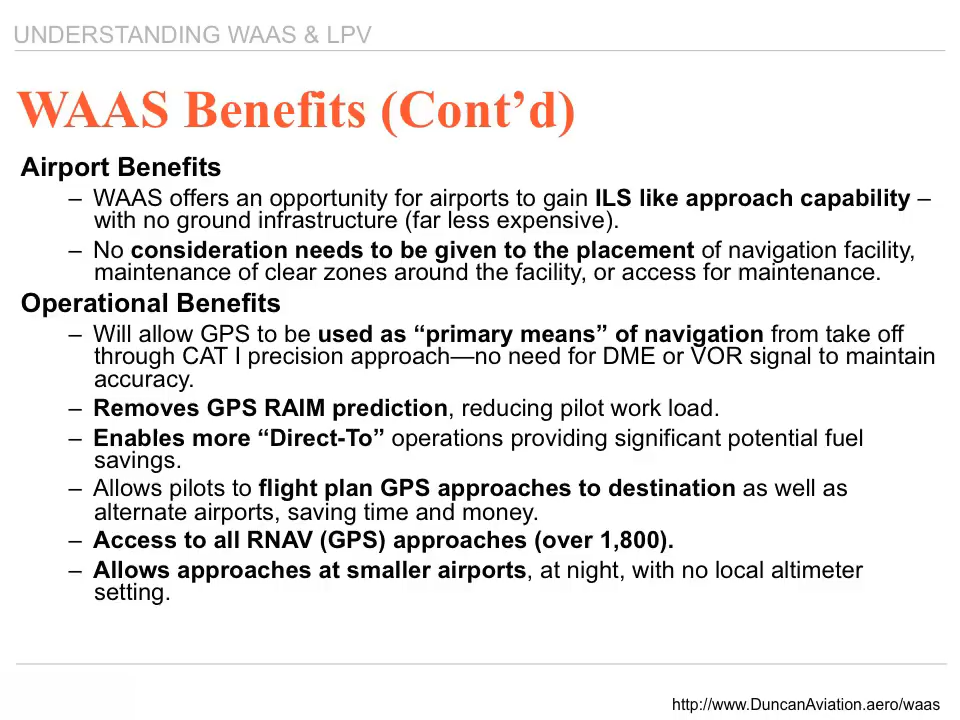 UNDERSTANDING WAAS & LPV
WAAS Benefits (Cont’d)
Airport Benefits
– WAAS offers an opportunity for airports to gain ILS like approach capability –
with no ground infrastructure (far less expensive).
– No consideration needs to be given to the placement of navigation facility,
maintenance of clear zones around the facility, or access for maintenance.
Operational Benefits
– Will allow GPS to be used as “primary means” of navigation from take off
through CAT I precision approach—no need for DME or VOR signal to maintain
accuracy.
– Removes GPS RAIM prediction, reducing pilot work load.
– Enables more “Direct-To” operations providing significant potential fuel
savings.
– Allows pilots to flight plan GPS approaches to destination as well as
alternate airports, saving time and money.
– Access to all RNAV (GPS) approaches (over 1,800).
– Allows approaches at smaller airports, at night, with no local altimeter
setting.
http://www.DuncanAviation.aero/waas